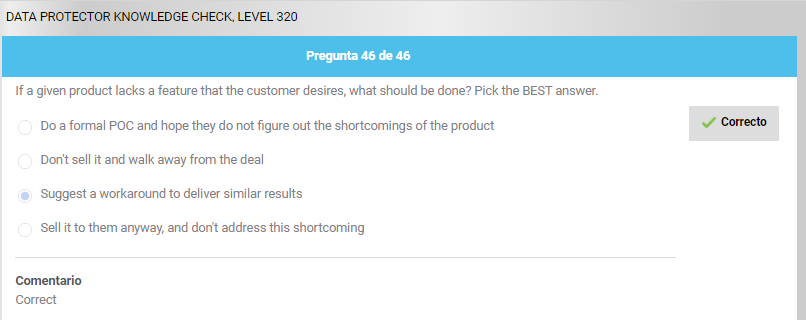 DATA PROTECTOR KNOWLEDGE CHECK, LEVEL 320
Pregunta 46 de 46
If a given product lacks a feature that the customer desires, what should be done? Pick the BEST answer.
Do a formal POC and hope they do not figure out the shortcomings of the product
Correcto
Don't sell it and walk away from the deal
Suggest a workaround to deliver similar results
Sell it to them anyway, and don't address this shortcoming
Comentario
Correct